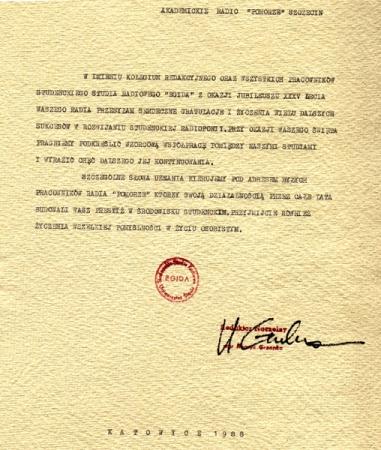 AKADEMICKIE RADIO "POMORZE" SZCZECIN
W IMIENIU KOLEGIUM REDAKCYJNEGO ORAZ WSZYSTKICH PRACOWNIKÓW
STUDENCKIEGO STUDIA RADIOWEGO "EGIDA" Z OKAZJI JUBILEUSZU XXXV LECIA
WASZEGO RADIA PRZESYŁAM SERDECZNE GRATULACJE I ŻYCZENIA WIELU DALSZYCH
SUKCESÓW W ROZWIJANIU STUDENCKIEJ RADIOFONII. PRZY OKAZJI WASZEGO ŚWIĘTA
PRAGNIEMY PODKREŚLIĆ WZOROWĄ WSPÓŁPRACĘ POMIĘDZY NASZYMI STUDIAMI
I WYRAZIĆ CHĘĆ DALSZEGO JEJ KONTYNUOWANIA.
SZCZEGÓLNE SŁOWA UZNANIA KIERUJEMY POD ADRESEM BYŁYCH
PRACOWNIKÓW RADIA "POMORZE" KTÓRZY SWOJĄ DZIAŁALNOŚCIĄ PRZEZ CAŁE LATA
BUDOWALI WASZ PRESTIŻ W ŚRODOWISKU STUDENCKIM. PRZYJMIJCIE RÓWNIEŻ
ŻYCZENIA WSZELKIEJ POMYŚLNOŚCI W ŻYCIU OSOBISTYM.
EGIDA
Redaktor Naczelny
KATOWICE 1988